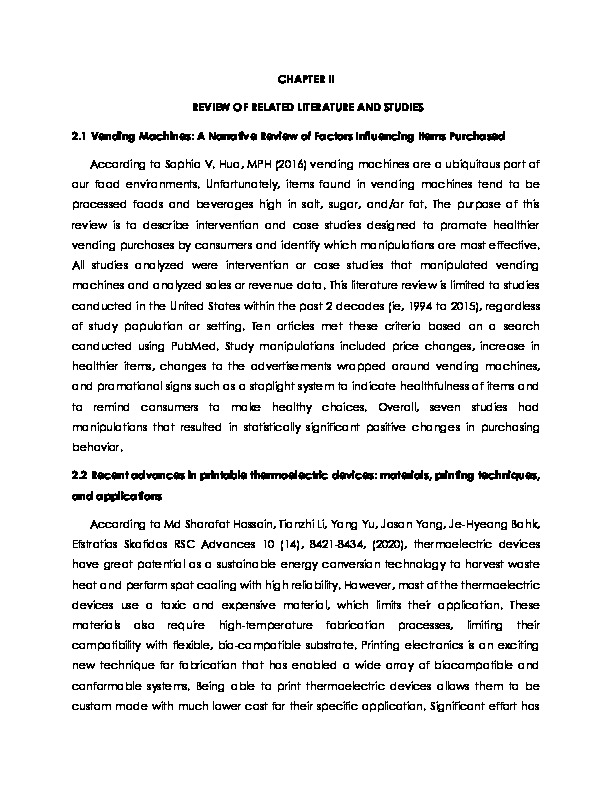 CHAPTER II
REVIEW OF RELATED LITERATURE AND STUDIES
2.1 Vending Machines: A Narrative Review of Factors Influencing Items Purchased
According to Sophia V. Hua, MPH (2016) vending machines are a ubiquitous part of
our food environments. Unfortunately, items found in vending machines tend to be
processed foods and beverages high in salt, sugar, and/or fat. The purpose of this
review is to describe intervention and case studies designed to promote healthier
vending purchases by consumers and identify which manipulations are most effective.
All studies analyzed were intervention or case studies that manipulated vending
machines and analyzed sales or revenue data. This literature review is limited to studies
conducted in the United States within the past 2 decades (ie, 1994 to 2015), regardless
of study population or setting. Ten articles met these criteria based on a search
conducted using PubMed. Study manipulations included price changes, increase in
healthier items, changes to the advertisements wrapped around vending machines,
and promotional signs such as a stoplight system to indicate healthfulness of items and
to remind consumers to make healthy choices. Overall, seven studies had
manipulations that resulted in statistically significant positive changes in purchasing
behavior.
2.2 Recent advances in printable thermoelectric devices: materials, printing techniques,
and applications
According to Md Sharafat Hossain, Tianzhi Li, Yang Yu, Jason Yong, Je-Hyeong Bahk,
Efstratios Skafidas RSC Advances 10 (14), 8421-8434, (2020), thermoelectric devices
have great potential as a sustainable energy conversion technology to harvest waste
heat and perform spot cooling with high reliability. However, most of the thermoelectric
devices use a toxic and expensive material, which limits their application. These
materials also require high-temperature fabrication processes, limiting their
compatibility with flexible, bio-compatible substrate. Printing electronics is an exciting
new technique for fabrication that has enabled a wide array of biocompatible and
conformable systems. Being able to print thermoelectric devices allows them to be
custom made with much lower cost for their specific application. Significant effort has